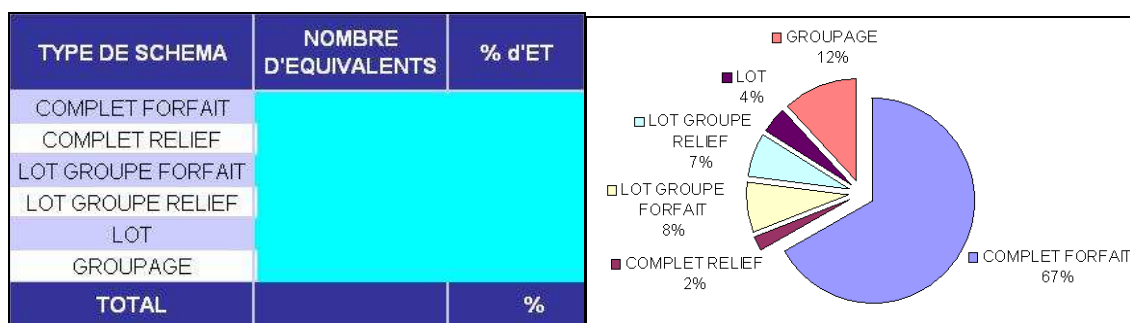 TYPE DE SCHEMA
NOMBRE
D'EQUIVALENTS
% d'ET
COMPLET FORFAIT
COMPLET RELIEF
LOT GROUPE FORFAIT
LOT GROUPE RELIEF
LOT
GROUPAGE
TOTAL
%
GROUPAGE
12%
LOT
4%
LOT GROUPE
RELIEF
7%
LOT GROUPE
FORFAIT
8%
COMPLET RELIEF
2%
COMPLET FORFAIT
67%